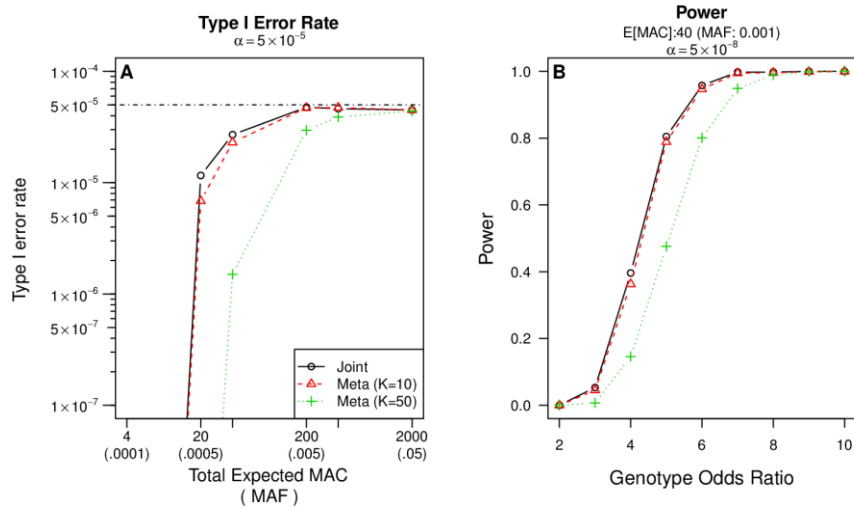 Type I Error Rate
α = 5 × 10⁻⁵
A
1 × 10⁻⁴
5 × 10⁻⁵
1 × 10⁻⁵
5 × 10⁻⁶
1 × 10⁻⁶
5 × 10⁻⁷
1 × 10⁻⁷
Type I error rate
Joint
Meta (K=10)
Meta (K=50)
4 20 200 2000
(.0001) (.0005) (.005) (.05)
Total Expected MAC
( MAF )
Power
E[MAC]:40 (MAF: 0.001)
α = 5 × 10⁻⁸
B
1.0
0.8
0.6
0.4
0.2
0.0
Power
2 4 6 8 10
Genotype Odds Ratio